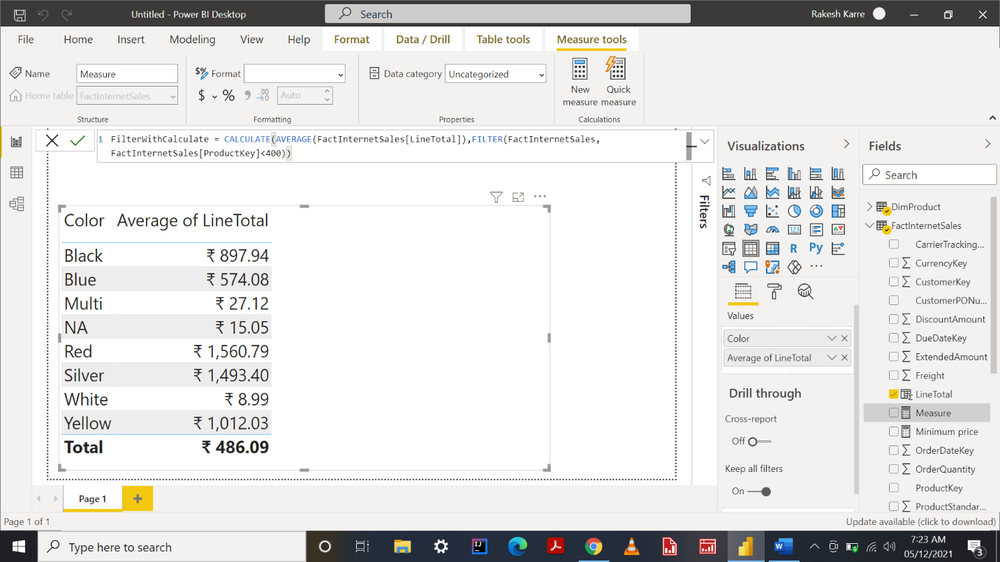 Untitled - Power BI Desktop
Search
Rakesh Karre
File Home Insert Modeling View Help Format Data / Drill Table tools Measure tools
Name Measure
$% Format
Data category Uncategorized
New measure
Quick measure
Home table FactInternetSales
$ % Auto
Structure Formatting Properties Calculations
1 FilterWithCalculate = CALCULATE(AVERAGE(FactInternetSales[LineTotal]),FILTER(FactInternetSales,
FactInternetSales[ProductKey]<400))
Color Average of LineTotal
Black ₹ 897.94
Blue ₹ 574.08
Multi ₹ 27.12
NA ₹ 15.05
Red ₹ 1,560.79
Silver ₹ 1,493.40
White ₹ 8.99
Yellow ₹ 1,012.03
Total ₹ 486.09
Filters
Visualizations
123
R Py
Values
Color
Average of LineTotal
Drill through
Cross-report
Off
Keep all filters
On
Fields
Search
DimProduct
FactInternetSales
CarrierTracking...
CurrencyKey
CustomerKey
CustomerPONu...
DiscountAmount
DueDateKey
ExtendedAmount
Freight
LineTotal
Measure
Minimum price
OrderDateKey
OrderQuantity
ProductKey
ProductStandar...
Page 1
Page 1 of 1
Update available (click to download)
Type here to search
7:23 AM
05/12/2021
3